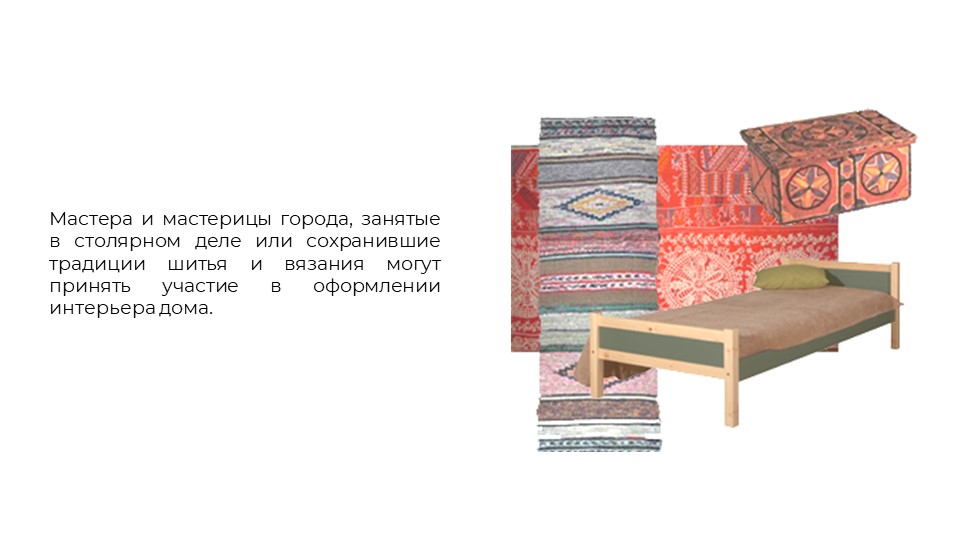 Мастера и мастерицы города, занятые
в столярном деле или сохранившие
традиции шитья и вязания могут
принять участие в оформлении
интерьера дома.